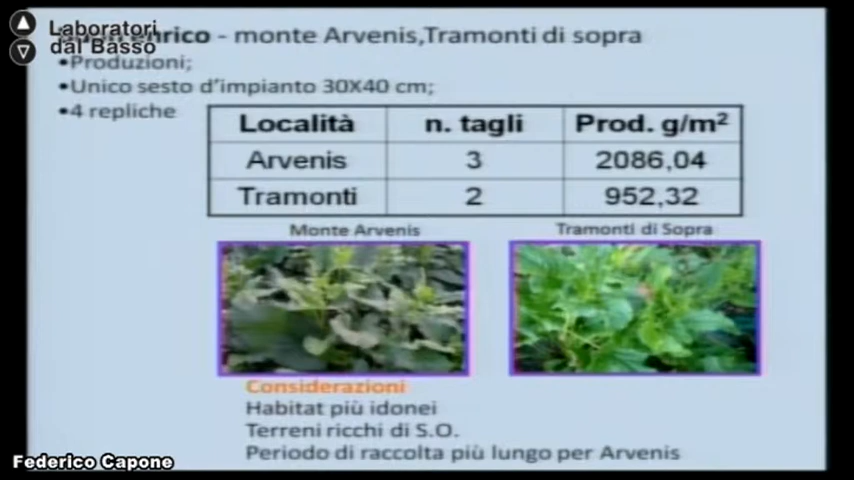 Laboratori
dal Basso
enrico - monte Arvenis,Tramonti di sopra
•Produzioni;
•Unico sesto d'impianto 30X40 cm;
•4 repliche
Località n. tagli Prod. g/m²
Arvenis 3 2086,04
Tramonti 2 952,32
Monte Arvenis Tramonti di Sopra
Considerazioni
Habitat più idonei
Terreni ricchi di S.O.
Periodo di raccolta più lungo per Arvenis
Federico Capone